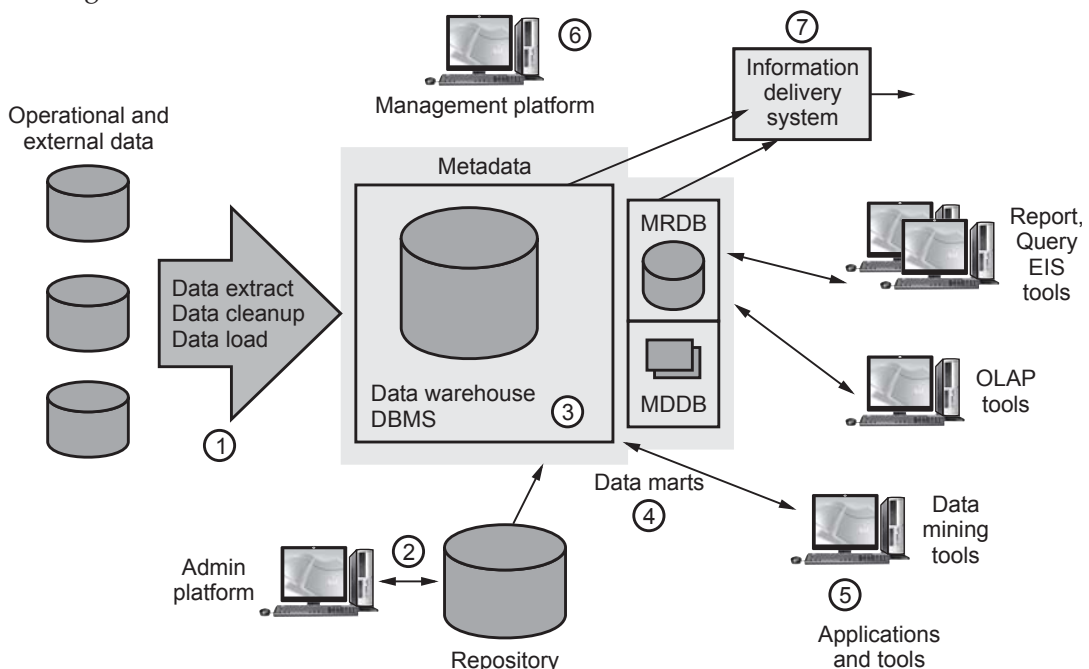 6
Management platform
7
Information
delivery
system
Operational and
external data
Metadata
MRDB
Report,
Query
EIS
tools
Data extract
Data cleanup
Data load
1
Data warehouse
DBMS
3
MDDB
OLAP
tools
Data marts
4
Data
mining
tools
5
Applications
and tools
Admin
platform
2
Repository